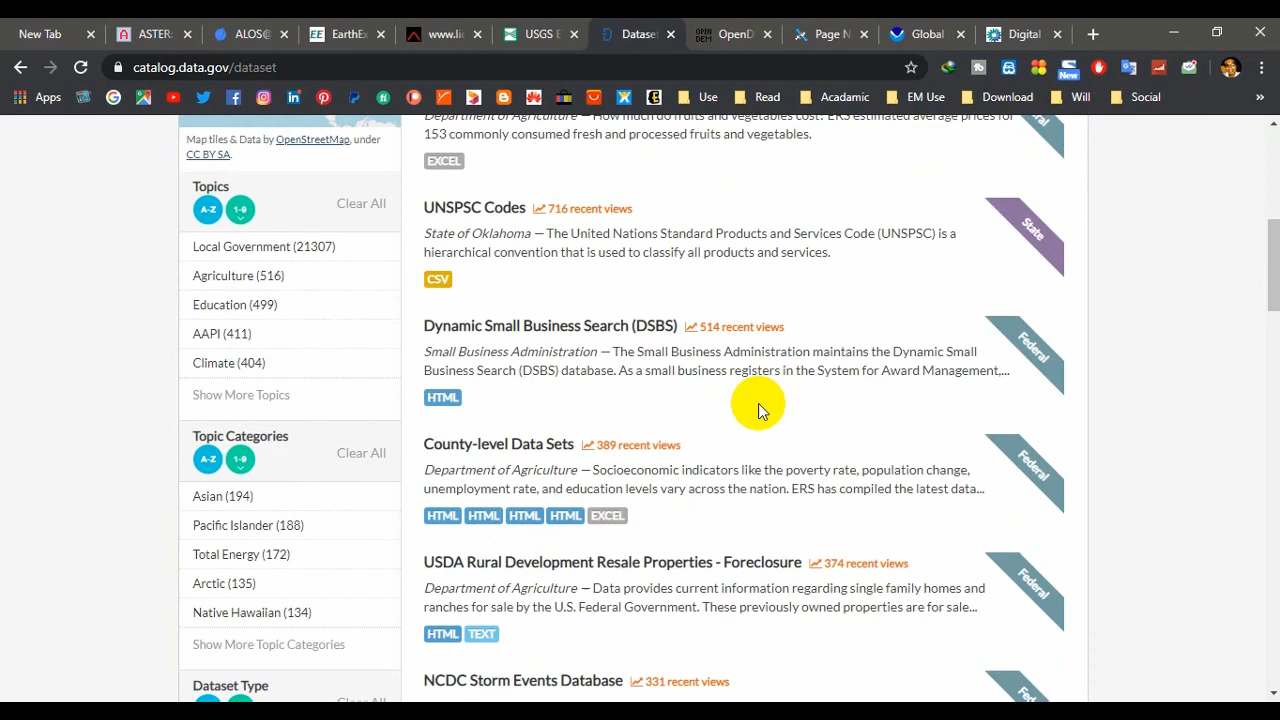 New Tab
ASTER:
ALOS@
EarthEx
www.lic
USGS E
Dataset
OPEN DEM
OpenD
Page N
Global
Digital
catalog.data.gov/dataset
New
Apps
Use
Read
Acadamic
EM Use
Download
Will
Social
Map tiles & Data by OpenStreetMap, under
CC BY SA.
Topics
A-Z
1-9
Clear All
Local Government (21307)
Agriculture (516)
Education (499)
AAPI (411)
Climate (404)
Show More Topics
Topic Categories
A-Z
1-9
Clear All
Asian (194)
Pacific Islander (188)
Total Energy (172)
Arctic (135)
Native Hawaiian (134)
Show More Topic Categories
Dataset Type
Clear All
Department of Agriculture — How much do fruits and vegetables cost? ERS estimated average prices for
153 commonly consumed fresh and processed fruits and vegetables.
EXCEL
Federal
UNSPSC Codes 716 recent views
State of Oklahoma — The United Nations Standard Products and Services Code (UNSPSC) is a
hierarchical convention that is used to classify all products and services.
CSV
State
Dynamic Small Business Search (DSBS) 514 recent views
Small Business Administration — The Small Business Administration maintains the Dynamic Small
Business Search (DSBS) database. As a small business registers in the System for Award Management,...
HTML
Federal
County-level Data Sets 389 recent views
Department of Agriculture — Socioeconomic indicators like the poverty rate, population change,
unemployment rate, and education levels vary across the nation. ERS has compiled the latest data...
HTML HTML HTML HTML EXCEL
Federal
USDA Rural Development Resale Properties - Foreclosure 374 recent views
Department of Agriculture — Data provides current information regarding single family homes and
ranches for sale by the U.S. Federal Government. These previously owned properties are for sale...
HTML TEXT
Federal
NCDC Storm Events Database 331 recent views
Federal